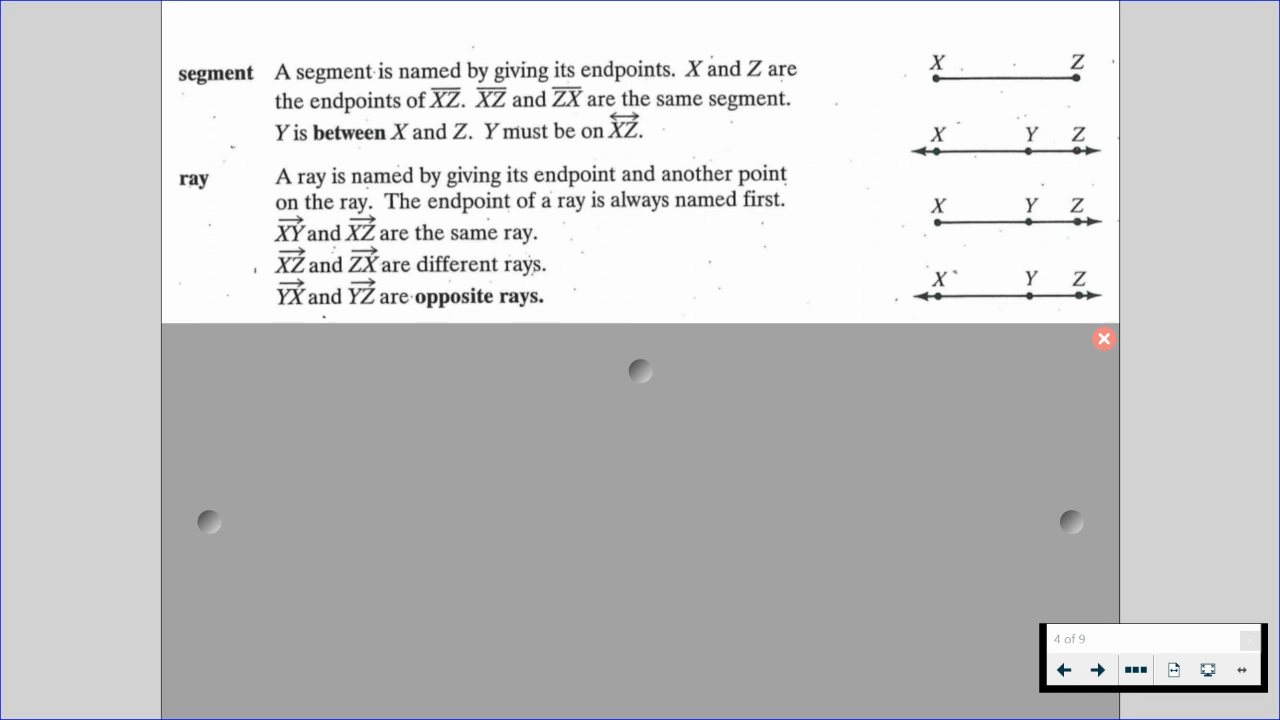 segment A segment is named by giving its endpoints. X and Z are
the endpoints of X̅Z̅. X̅Z̅ and Z̅X̅ are the same segment.
Y is between X and Z. Y must be on XZ⃡.
ray A ray is named by giving its endpoint and another point
on the ray. The endpoint of a ray is always named first.
XY⃗ and XZ⃗ are the same ray.
XZ⃗ and ZX⃗ are different rays.
YX⃗ and YZ⃗ are opposite rays.
X Z
X Y Z
X Y Z
X Y Z
4 of 9